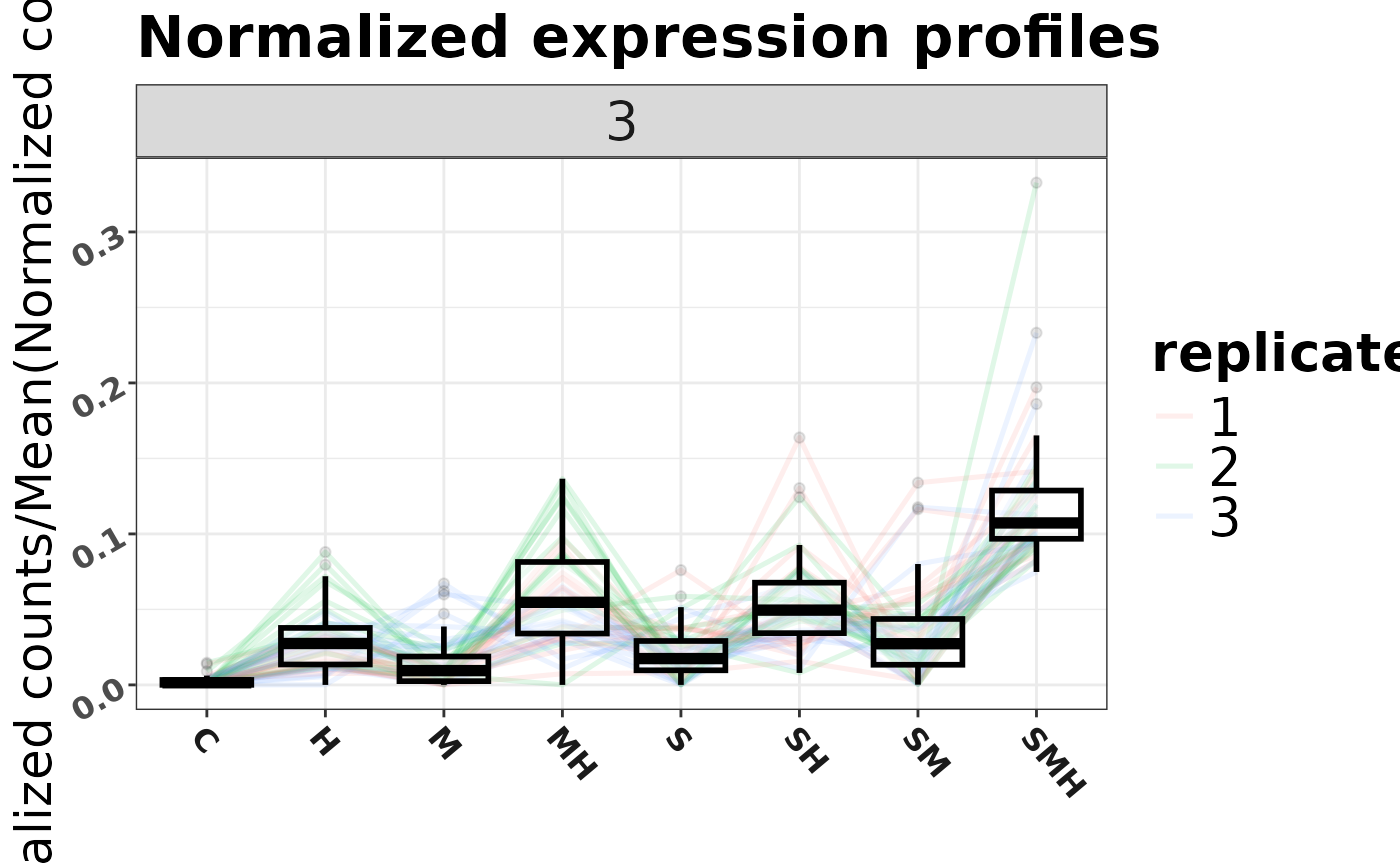 Normalized expression profiles
3
alized counts/Mean(Normalized co
0.3
0.2
0.1
0.0
C
H
M
MH
S
SH
SM
SMH
replicate
1
2
3